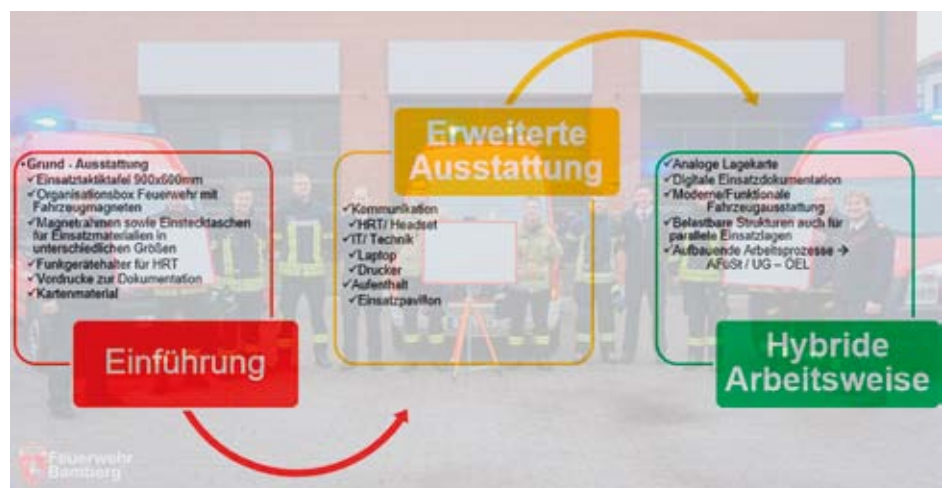 • Grund - Ausstattung
✓Einsatztaktiktafel 900x600mm
✓Organisationsbox Feuerwehr mit
Fahrzeugmagneten
✓Magnetrahmen sowie Einstecktaschen
für Einsatzmaterialien in
unterschiedlichen Größen
✓Funkgerätehalter für HRT
✓Vordrucke zur Dokumentation
✓Kartenmaterial
Einführung
Erweiterte
Ausstattung
✓Kommunikation
✓HRT/ Headset
✓IT/ Technik
✓Laptop
✓Drucker
✓Aufenthalt
✓Einsatzpavillon
✓Analoge Lagekarte
✓Digitale Einsatzdokumentation
✓Moderne/Funktionale
Fahrzeugausstattung
✓Belastbare Strukturen auch für
parallele Einsatzlagen
✓Aufbauende Arbeitsprozesse →
AFüSt / UG – ÖEL
Hybride
Arbeitsweise
Feuerwehr
Bamberg